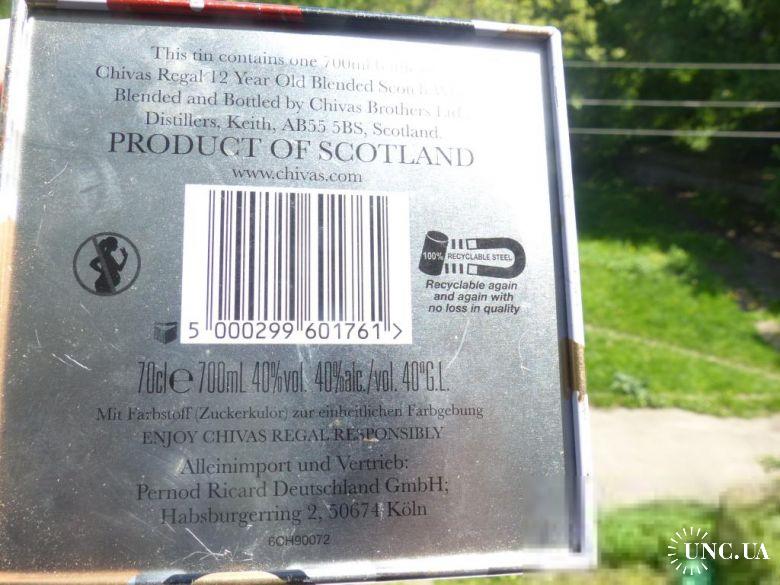 This tin contains one 700ml
Chivas Regal 12 Year Old Blended Scotch
Blended and Bottled by Chivas Brothers Ltd.
Distillers, Keith, AB55 5BS, Scotland.
PRODUCT OF SCOTLAND
www.chivas.com
100% RECYCLABLE STEEL
Recyclable again
and again with
no loss in quality
5 000299 601761 >
70cl e 700mL 40%vol. 40%alc./vol. 40°G.L.
Mit Farbstoff (Zuckerkulor) zur einheitlichen Farbgebung
ENJOY CHIVAS REGAL RESPONSIBLY
Alleinimport und Vertrieb:
Pernod Ricard Deutschland GmbH;
Habsburgerring 2, 50674 Köln
6OH90072
UNC.UA